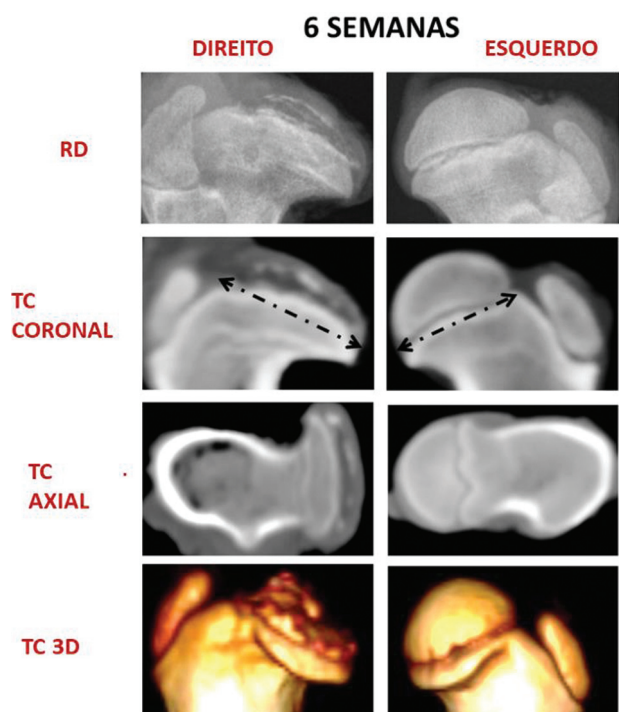 6 SEMANAS
DIREITO ESQUERDO
RD
TC
CORONAL
TC
AXIAL
TC 3D